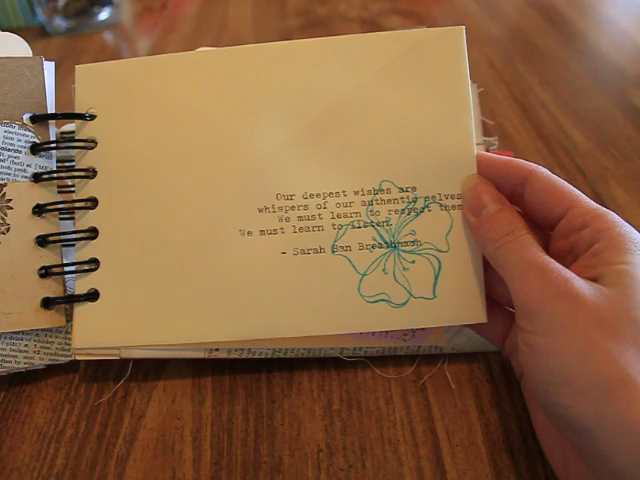 Our deepest wishes are
whispers of our authentic selves
We must learn to respect them
We must learn to listen.
- Sarah Ban Breathnach